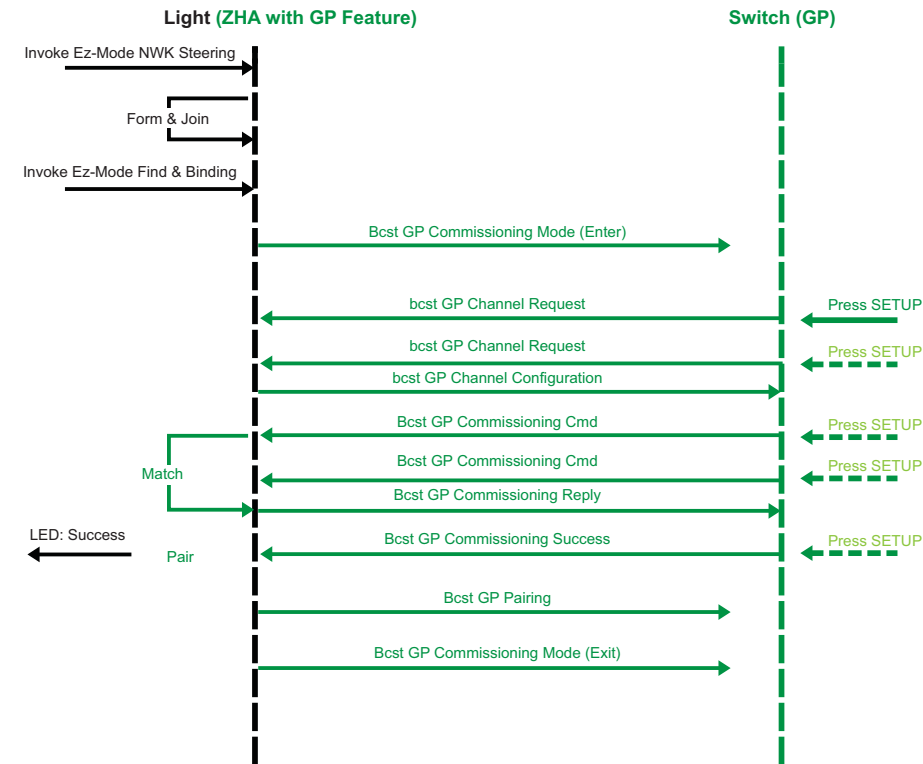 Light (ZHA with GP Feature)
Switch (GP)
Invoke Ez-Mode NWK Steering
Form & Join
Invoke Ez-Mode Find & Binding
Bcst GP Commissioning Mode (Enter)
bcst GP Channel Request
Press SETUP
bcst GP Channel Request
Press SETUP
bcst GP Channel Configuration
Bcst GP Commissioning Cmd
Press SETUP
Bcst GP Commissioning Cmd
Press SETUP
Match
Bcst GP Commissioning Reply
LED: Success
Bcst GP Commissioning Success
Press SETUP
Pair
Bcst GP Pairing
Bcst GP Commissioning Mode (Exit)